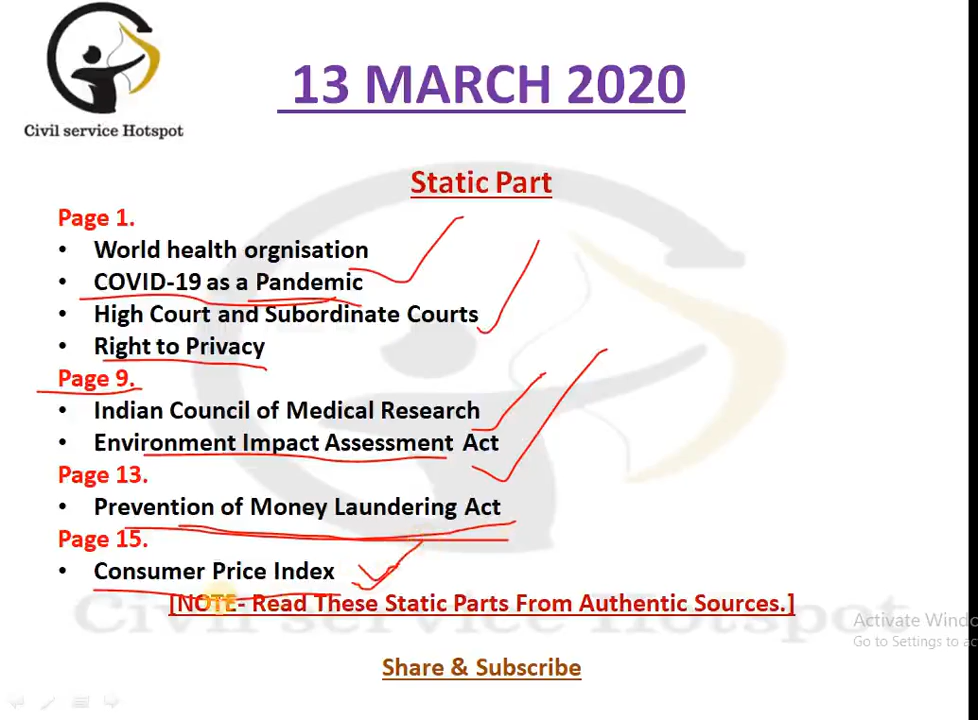 Civil service Hotspot
13 MARCH 2020
Static Part
Page 1.
• World health orgnisation
• COVID-19 as a Pandemic
• High Court and Subordinate Courts
• Right to Privacy
Page 9.
• Indian Council of Medical Research
• Environment Impact Assessment Act
Page 13.
• Prevention of Money Laundering Act
Page 15.
• Consumer Price Index
[NOTE- Read These Static Parts From Authentic Sources.]
Civil service Hotspot
Activate Windo
Go to Settings to ac
Share & Subscribe